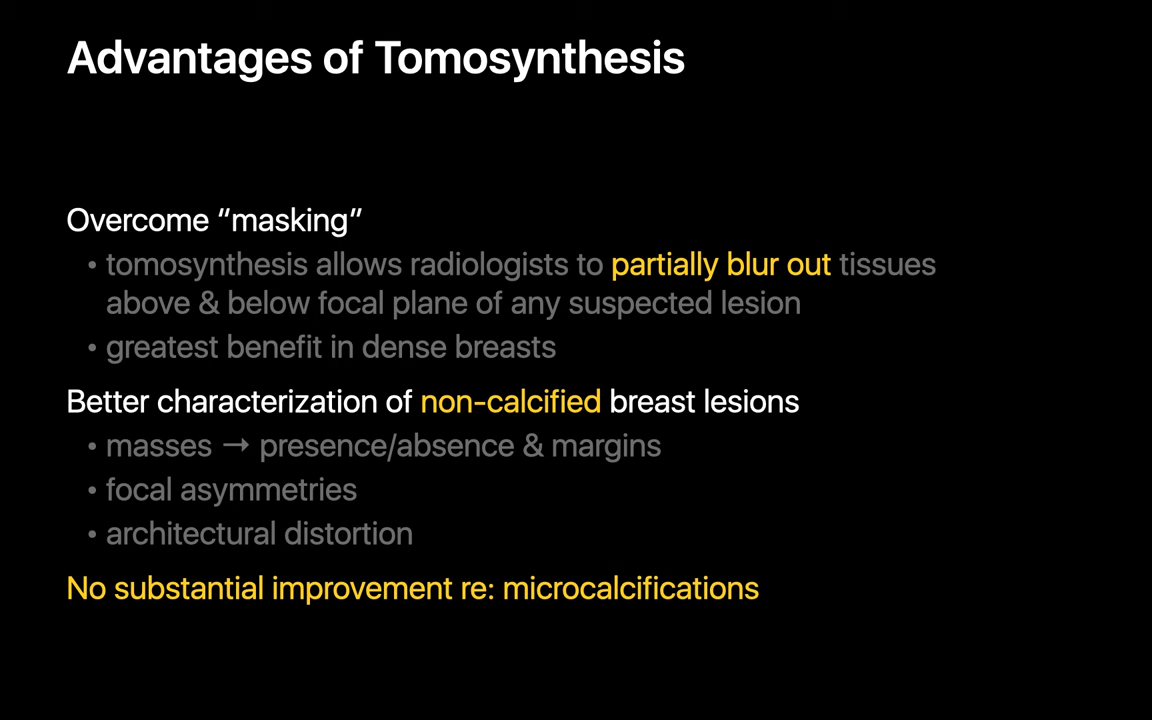 Advantages of Tomosynthesis
Overcome “masking”
• tomosynthesis allows radiologists to partially blur out tissues
above & below focal plane of any suspected lesion
• greatest benefit in dense breasts
Better characterization of non-calcified breast lesions
• masses → presence/absence & margins
• focal asymmetries
• architectural distortion
No substantial improvement re: microcalcifications